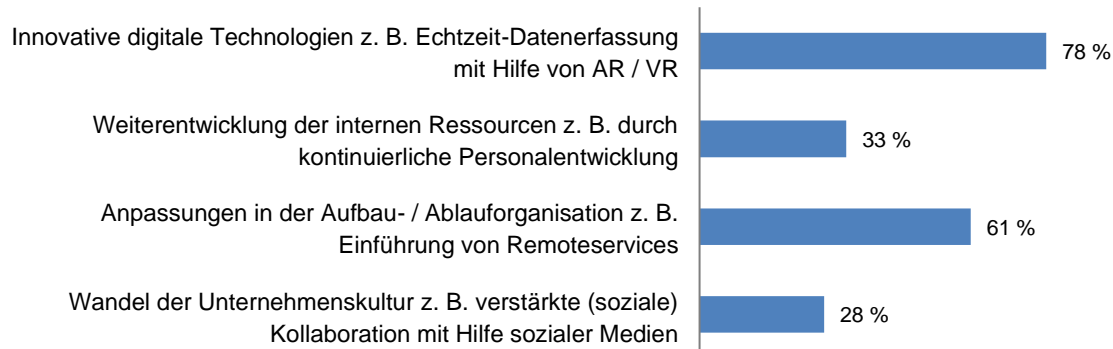 Innovative digitale Technologien z. B. Echtzeit-Datenerfassung
mit Hilfe von AR / VR
78 %
Weiterentwicklung der internen Ressourcen z. B. durch
kontinuierliche Personalentwicklung
33 %
Anpassungen in der Aufbau- / Ablauforganisation z. B.
Einführung von Remoteservices
61 %
Wandel der Unternehmenskultur z. B. verstärkte (soziale)
Kollaboration mit Hilfe sozialer Medien
28 %